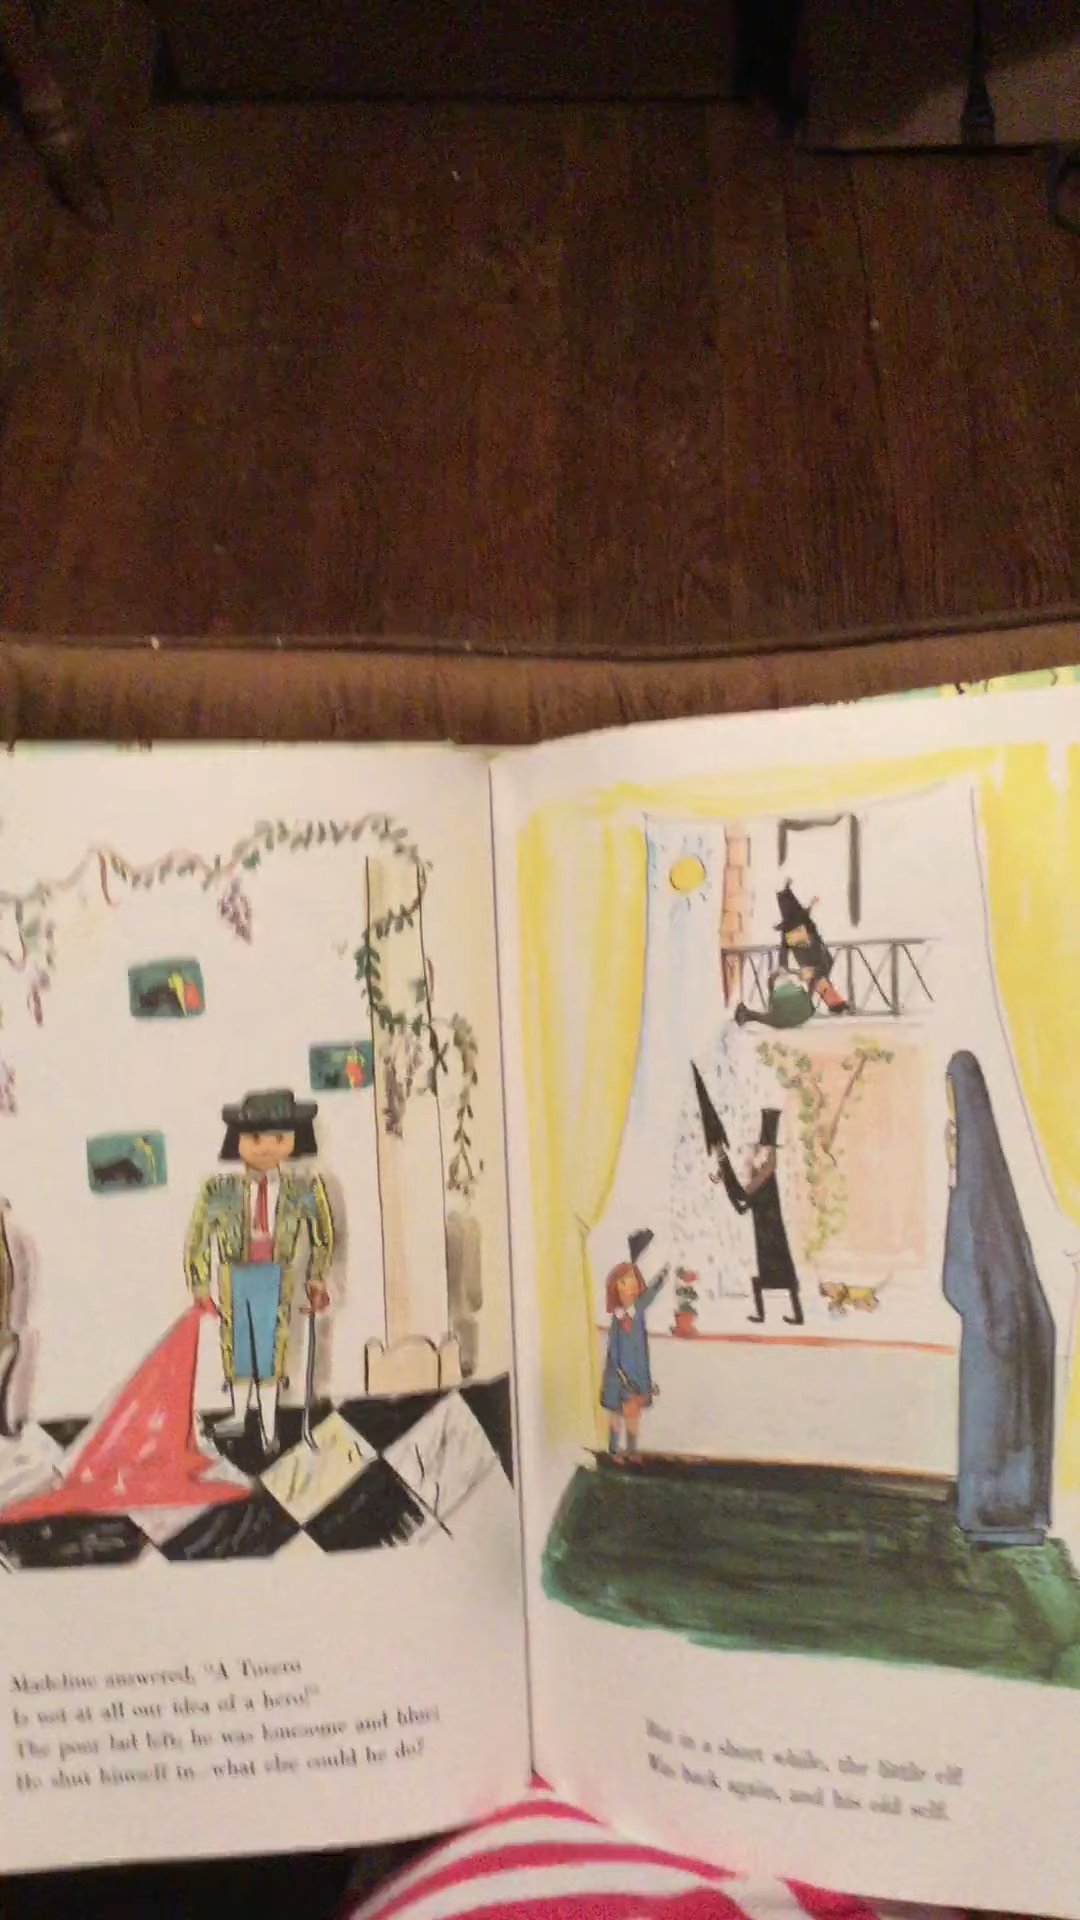 Madeline answered, "A Torero
Is not at all our idea of a hero!"
The poor lad left; he was lonesome and blue;
He shut himself in—what else could he do?
But in a short while, the little elf
Was back again, and his old self.